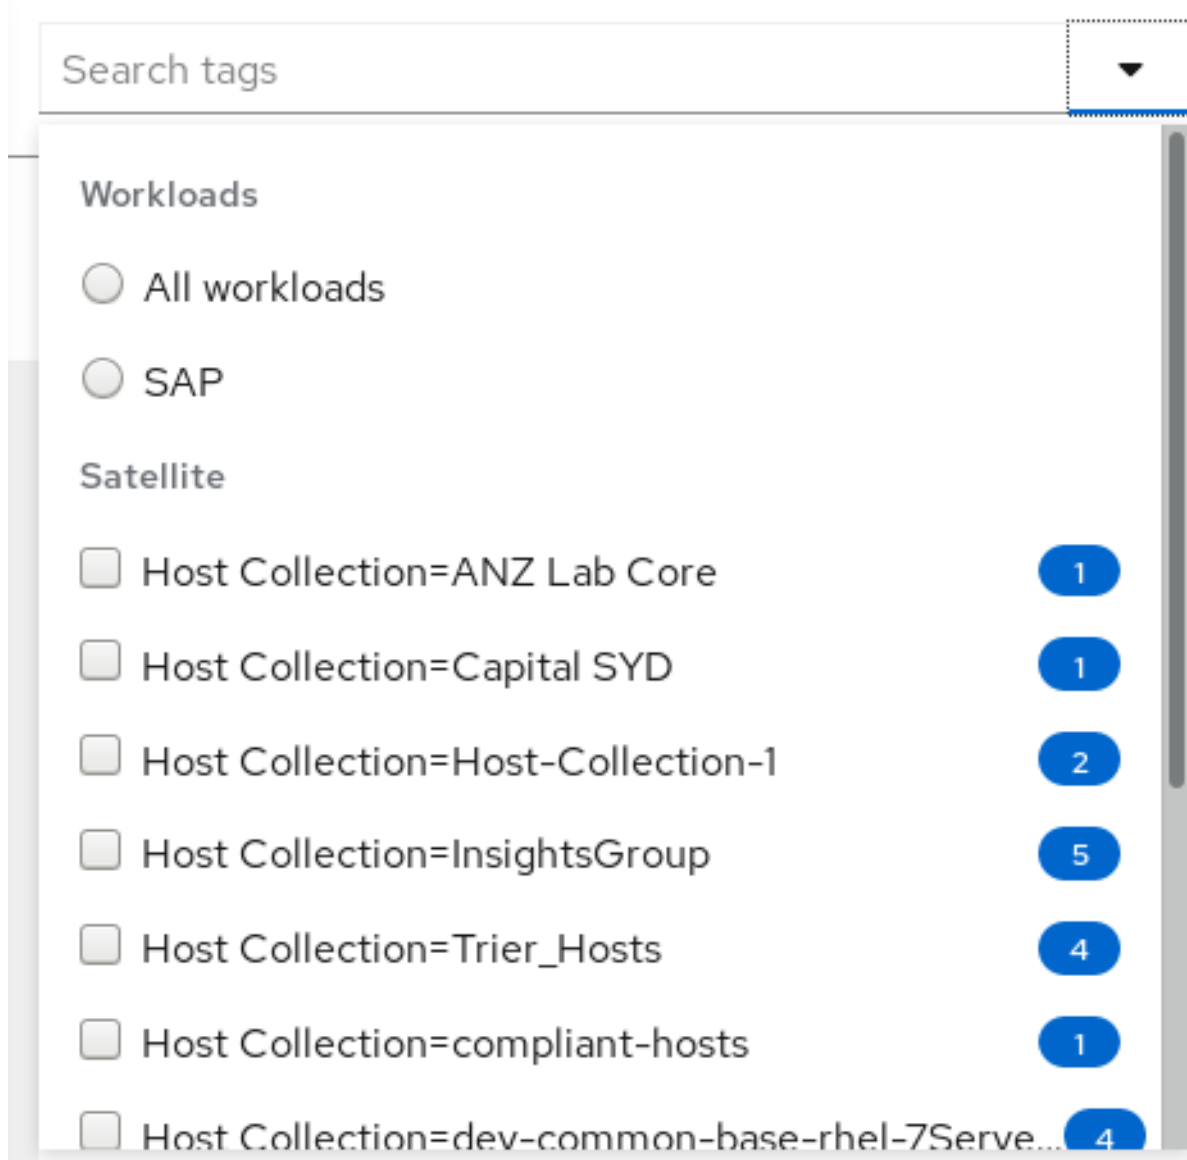 Search tags
Workloads
All workloads
SAP
Satellite
Host Collection=ANZ Lab Core 1
Host Collection=Capital SYD 1
Host Collection=Host-Collection-1 2
Host Collection=InsightsGroup 5
Host Collection=Trier_Hosts 4
Host Collection=compliant-hosts 1
Host Collection=dev-common-base-rhel-7Serve... 4